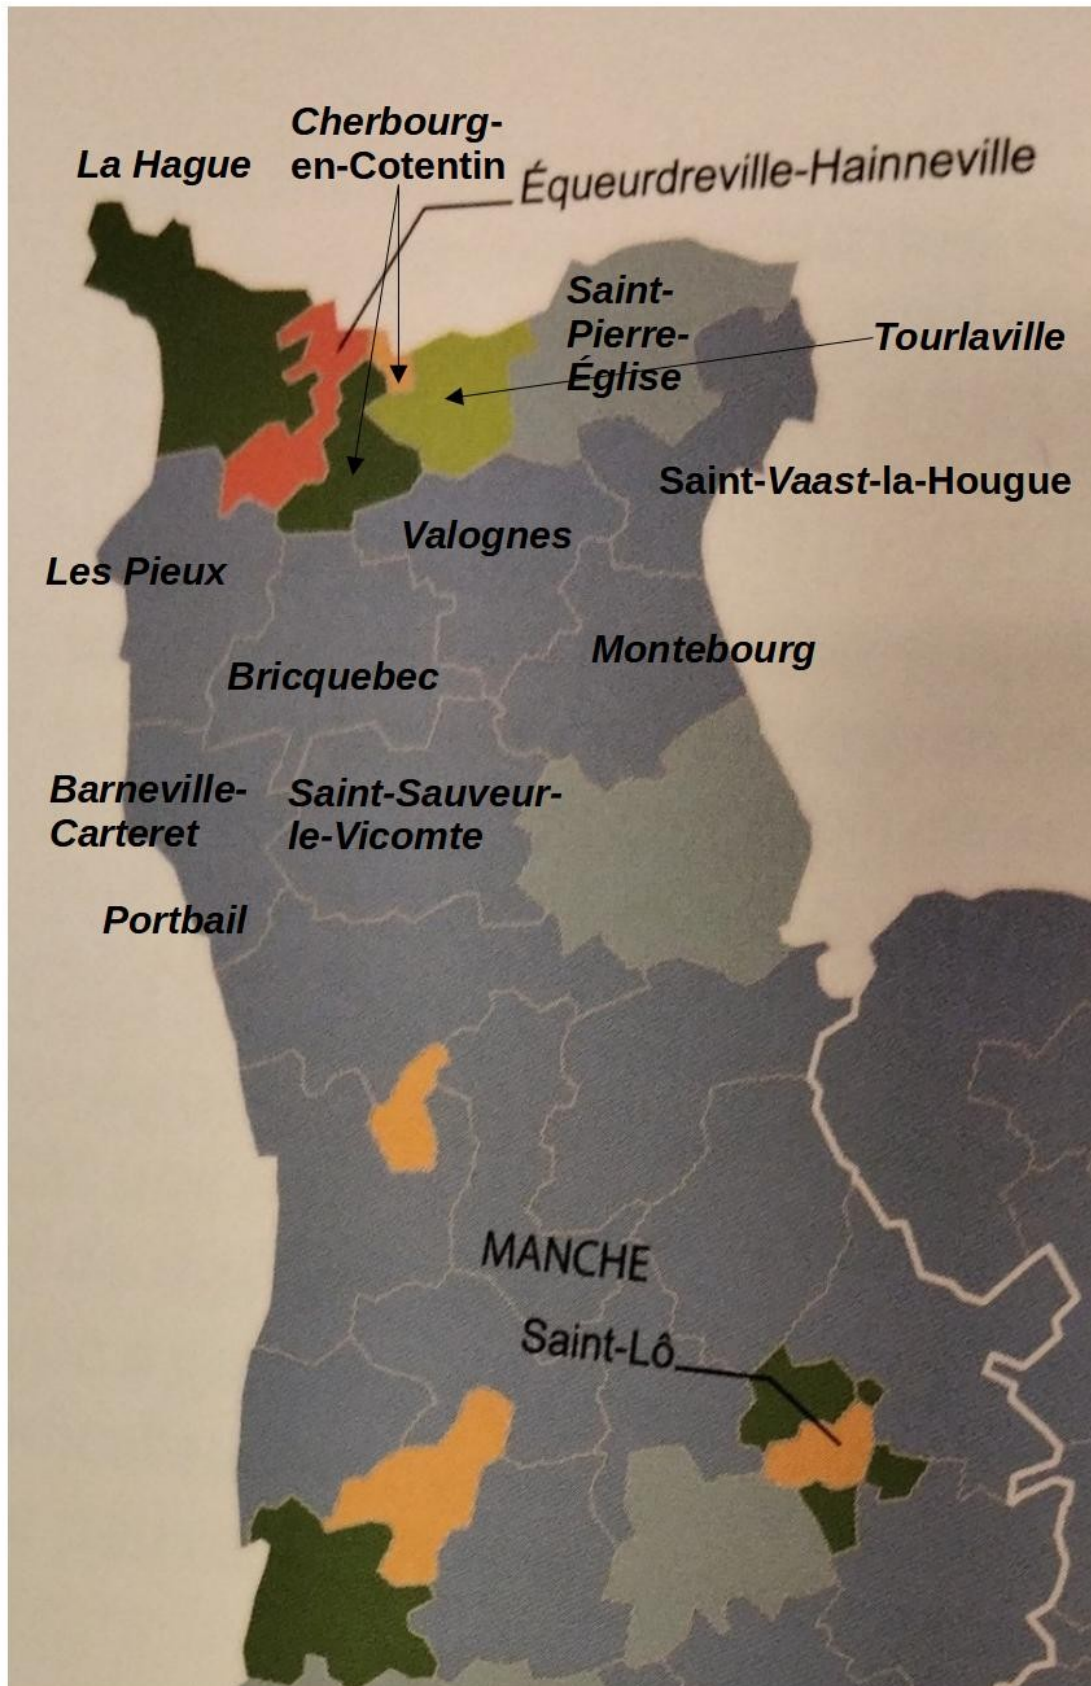 Cherbourg-
en-Cotentin
La Hague
Équeurdreville-Hainneville
Saint-
Pierre-
Église
Tourlaville
Saint-Vaast-la-Hougue
Valognes
Les Pieux
Montebourg
Bricquebec
Barneville-
Carteret
Saint-Sauveur-
le-Vicomte
Portbail
MANCHE
Saint-Lô